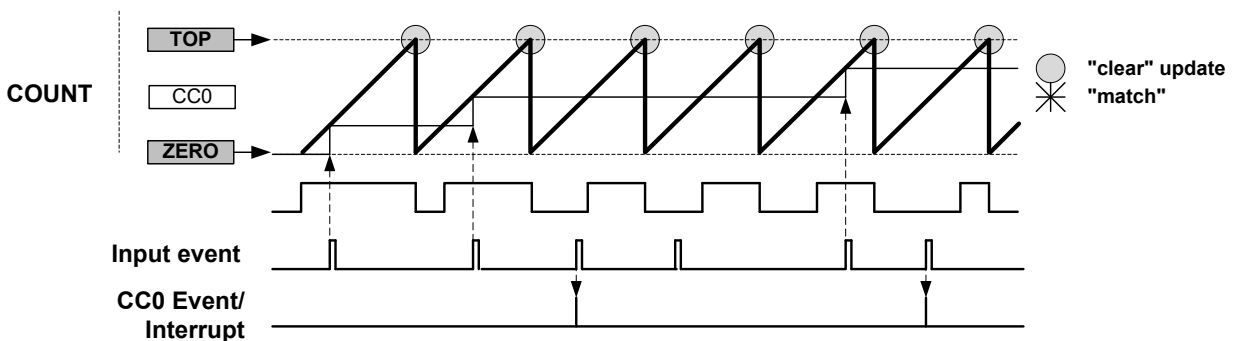 TOP
COUNT
CC0
ZERO
"clear" update
"match"
Input event
CC0 Event/
Interrupt